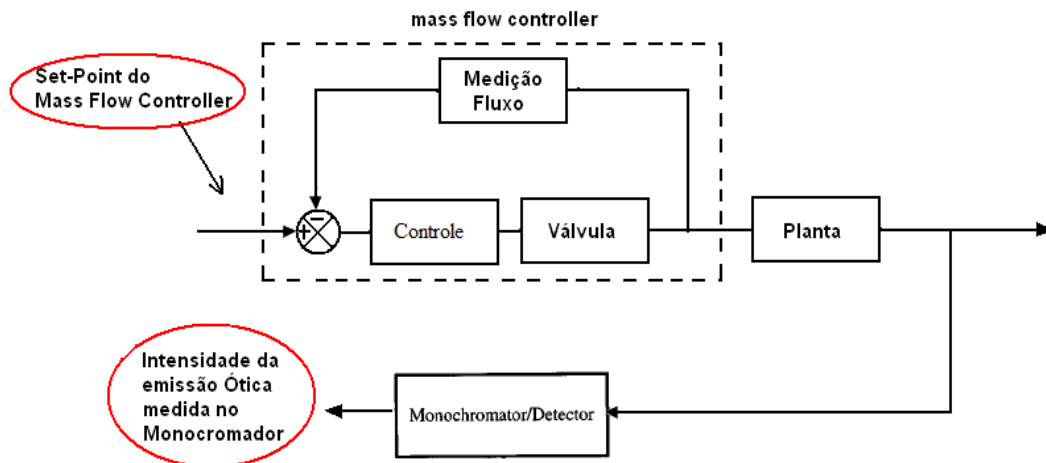 mass flow controller
Set-Point do
Mass Flow Controller
Medição
Fluxo
Controle
Válvula
Planta
Intensidade da
emissão Ótica
medida no
Monocromador
Monochromator/Detector